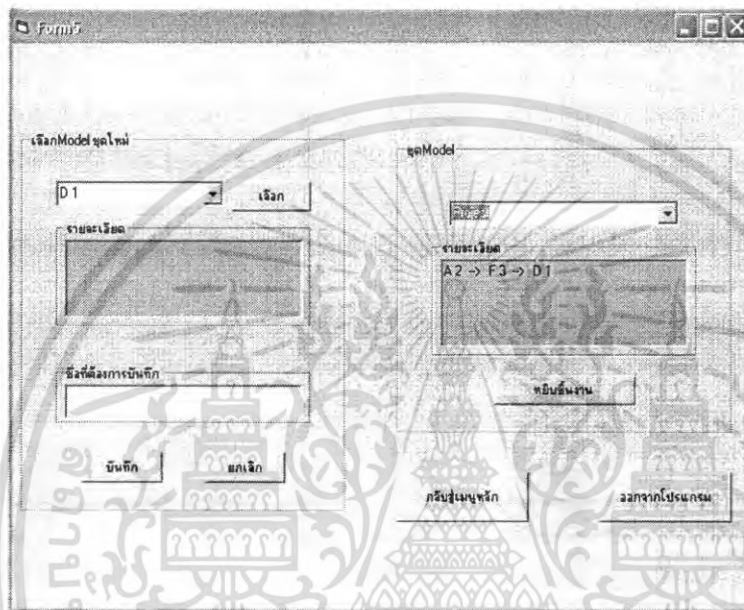 Form5
เลือกModel ชุดใหม่
D 1
เลือก
รายละเอียด
ชื่อที่ต้องการบันทึก
บันทึก
ยกเลิก
ชุดModel
รายละเอียด
A 2 -> F 3 -> D 1
หยิบชิ้นงาน
กลับสู่เมนูหลัก
ออกจากโปรแกรม